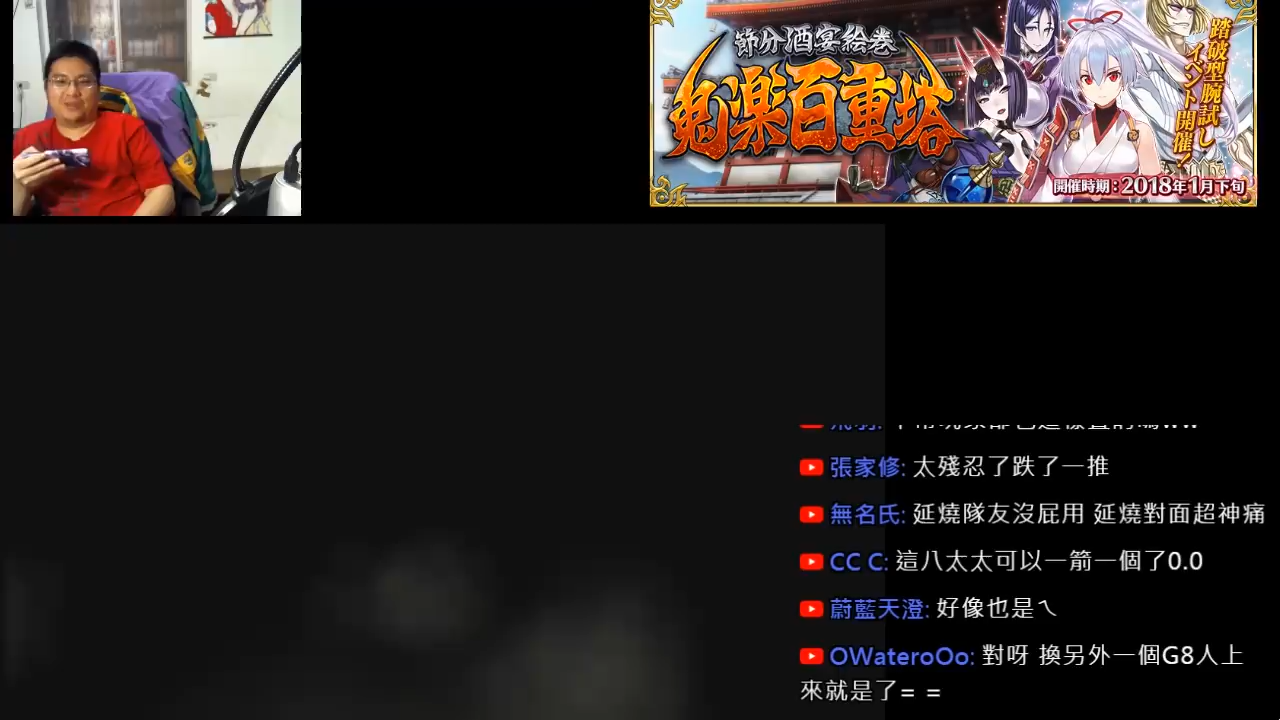 節分酒宴絵巻
鬼楽百重塔
踏破型腕試し
イベント開催!
開催時期：2018年1月下旬
張家修: 太殘忍了跌了一推
無名氏: 延燒隊友沒屁用 延燒對面超神痛
CC C: 這八太太可以一箭一個了0.0
蔚藍天澄: 好像也是ㄟ
OWateroOo: 對呀 換另外一個G8人上
來就是了= =